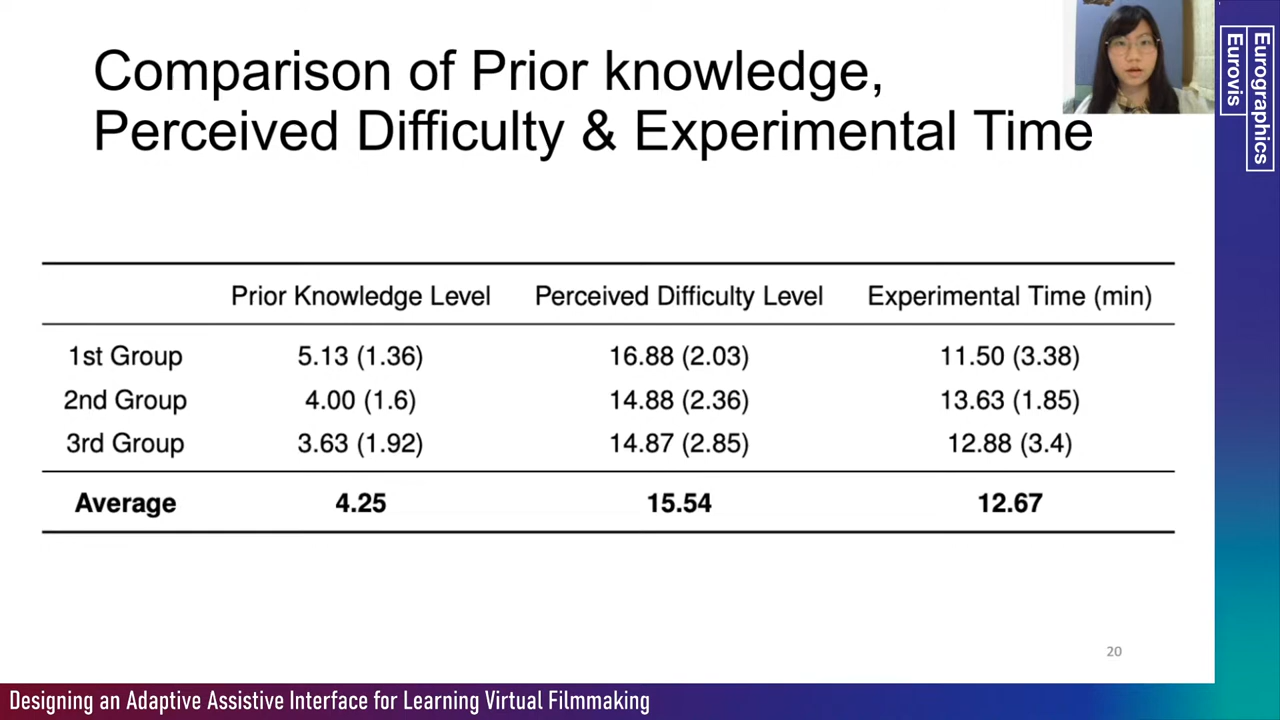 Comparison of Prior knowledge,
Perceived Difficulty & Experimental Time
Eurographics
Eurovis
Prior Knowledge Level Perceived Difficulty Level Experimental Time (min)
1st Group 5.13 (1.36) 16.88 (2.03) 11.50 (3.38)
2nd Group 4.00 (1.6) 14.88 (2.36) 13.63 (1.85)
3rd Group 3.63 (1.92) 14.87 (2.85) 12.88 (3.4)
Average 4.25 15.54 12.67
20
Designing an Adaptive Assistive Interface for Learning Virtual Filmmaking